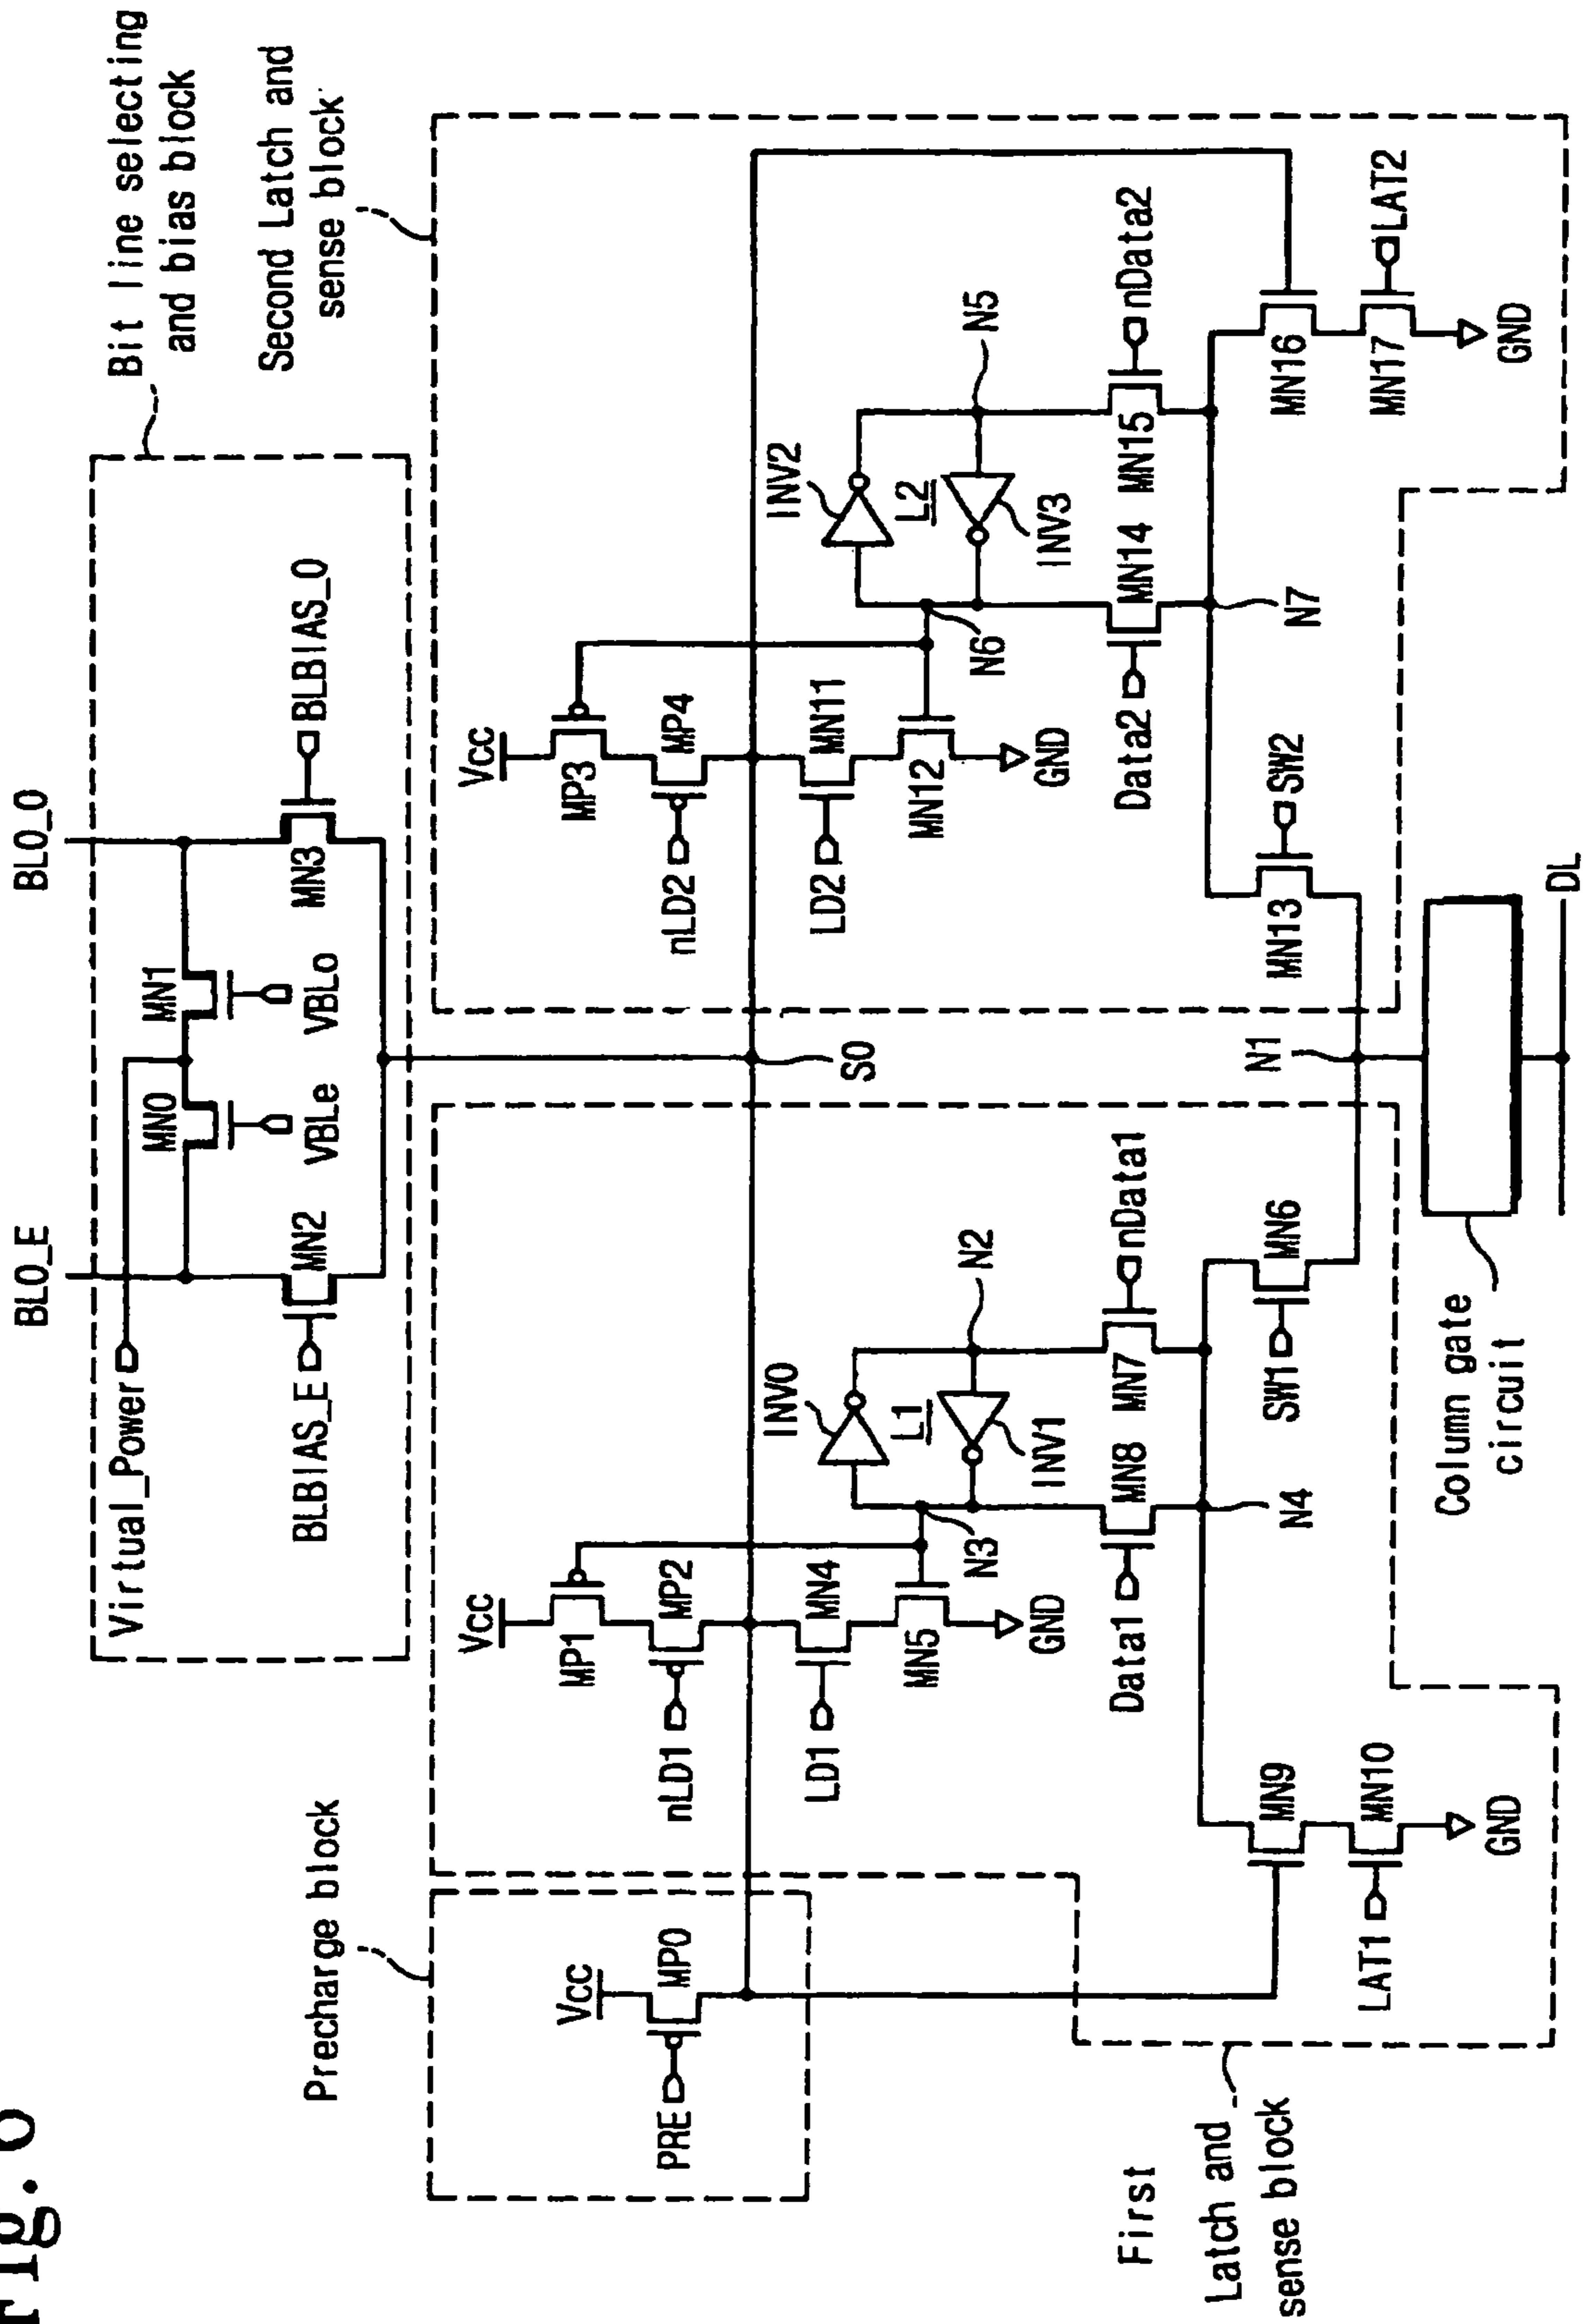 Fig. 6
BLO_E
BLO_O
Bit line selecting
and bias block
Virtual_Power
MN0
MN1
VBLe
VBLo
MN2
MN3
BLBIAS_E
BLBIAS_O
Second Latch and
sense block
Precharge block
Vcc
PRE
MP0
Vcc
MP1
nLD1
MP2
LD1
MN4
MN5
GND
INV0
L1
INV1
N2
N3
Data1
MN8
MN7
nData1
N4
SW1
MN6
MN9
LAT1
MN10
GND
First
Latch and
sense block
SO
Vcc
MP3
nLD2
MP4
LD2
MN11
MN12
GND
INV2
L2
INV3
N5
N6
Data2
MN14
MN15
nData2
N7
MN13
SW2
MN16
MN17
LAT2
GND
N1
Column gate
circuit
DL